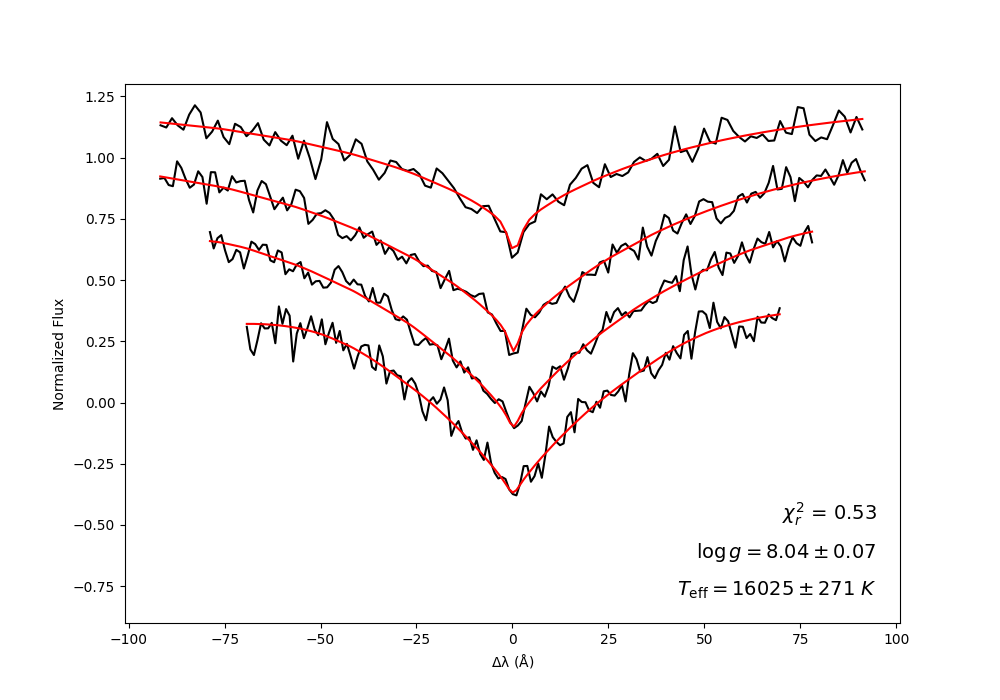 1.25
1.00
0.75
0.50
0.25
0.00
−0.25
−0.50
−0.75
Normalized Flux
χ²ᵣ = 0.53
log g = 8.04 ± 0.07
T_eff = 16025 ± 271 K
−100 −75 −50 −25 0 25 50 75 100
Δλ (Å)